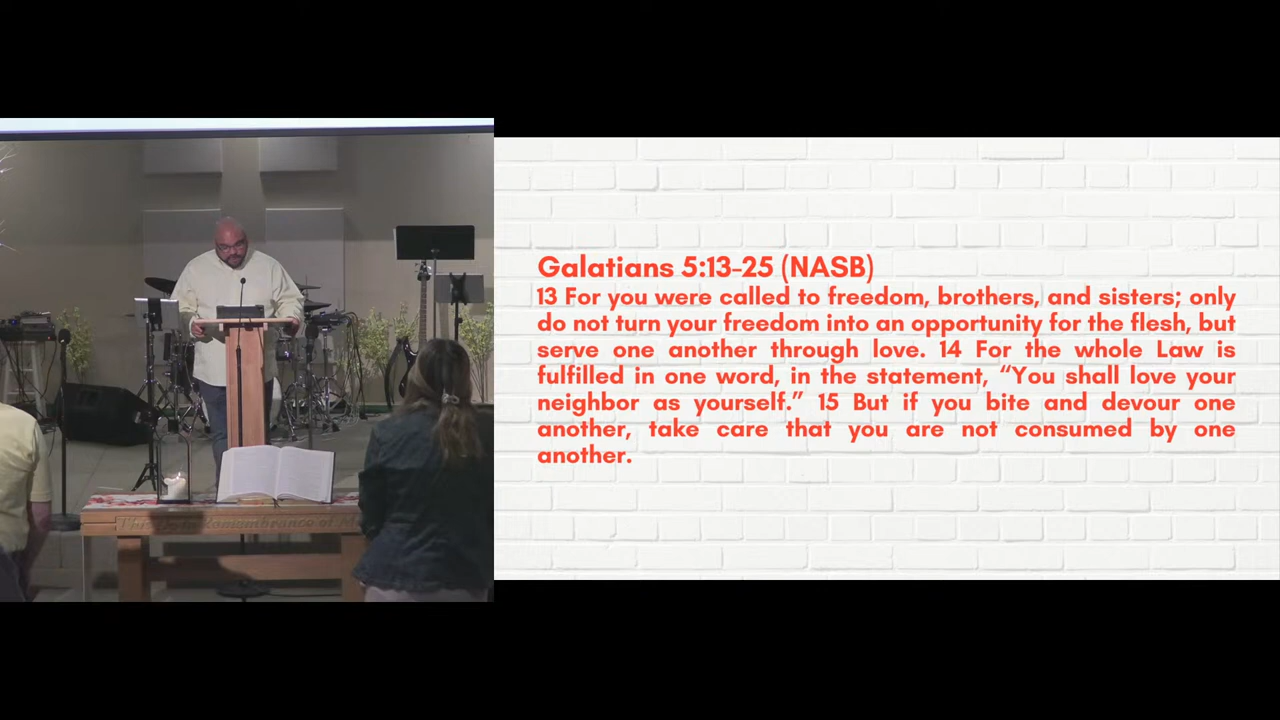 Galatians 5:13-25 (NASB)
13 For you were called to freedom, brothers, and sisters; only
do not turn your freedom into an opportunity for the flesh, but
serve one another through love. 14 For the whole Law is
fulfilled in one word, in the statement, “You shall love your
neighbor as yourself.” 15 But if you bite and devour one
another, take care that you are not consumed by one
another.
Remembrance of